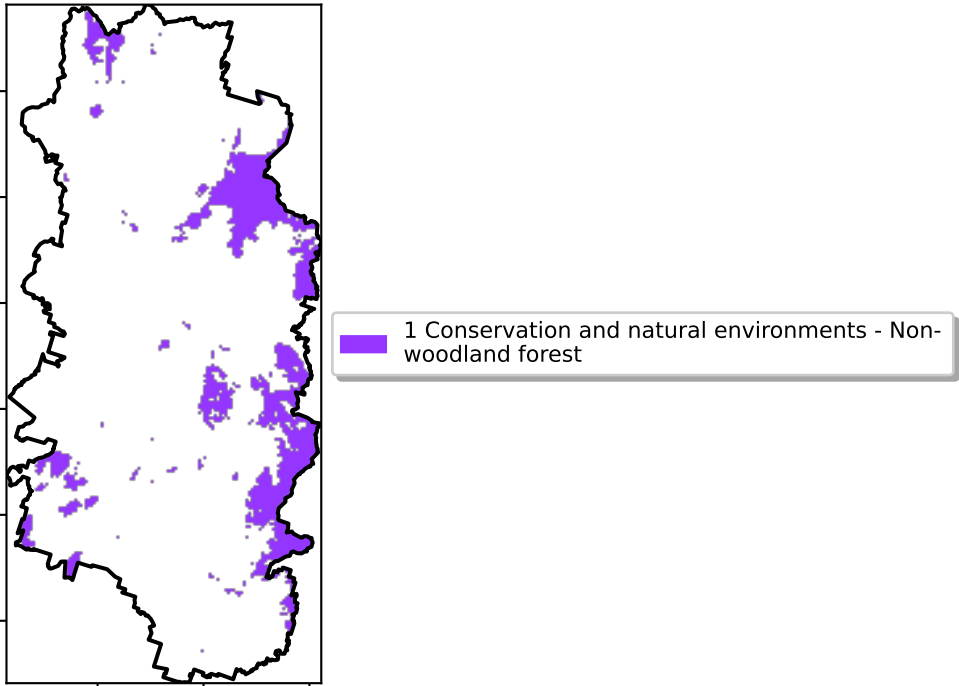 1 Conservation and natural environments - Non-
woodland forest